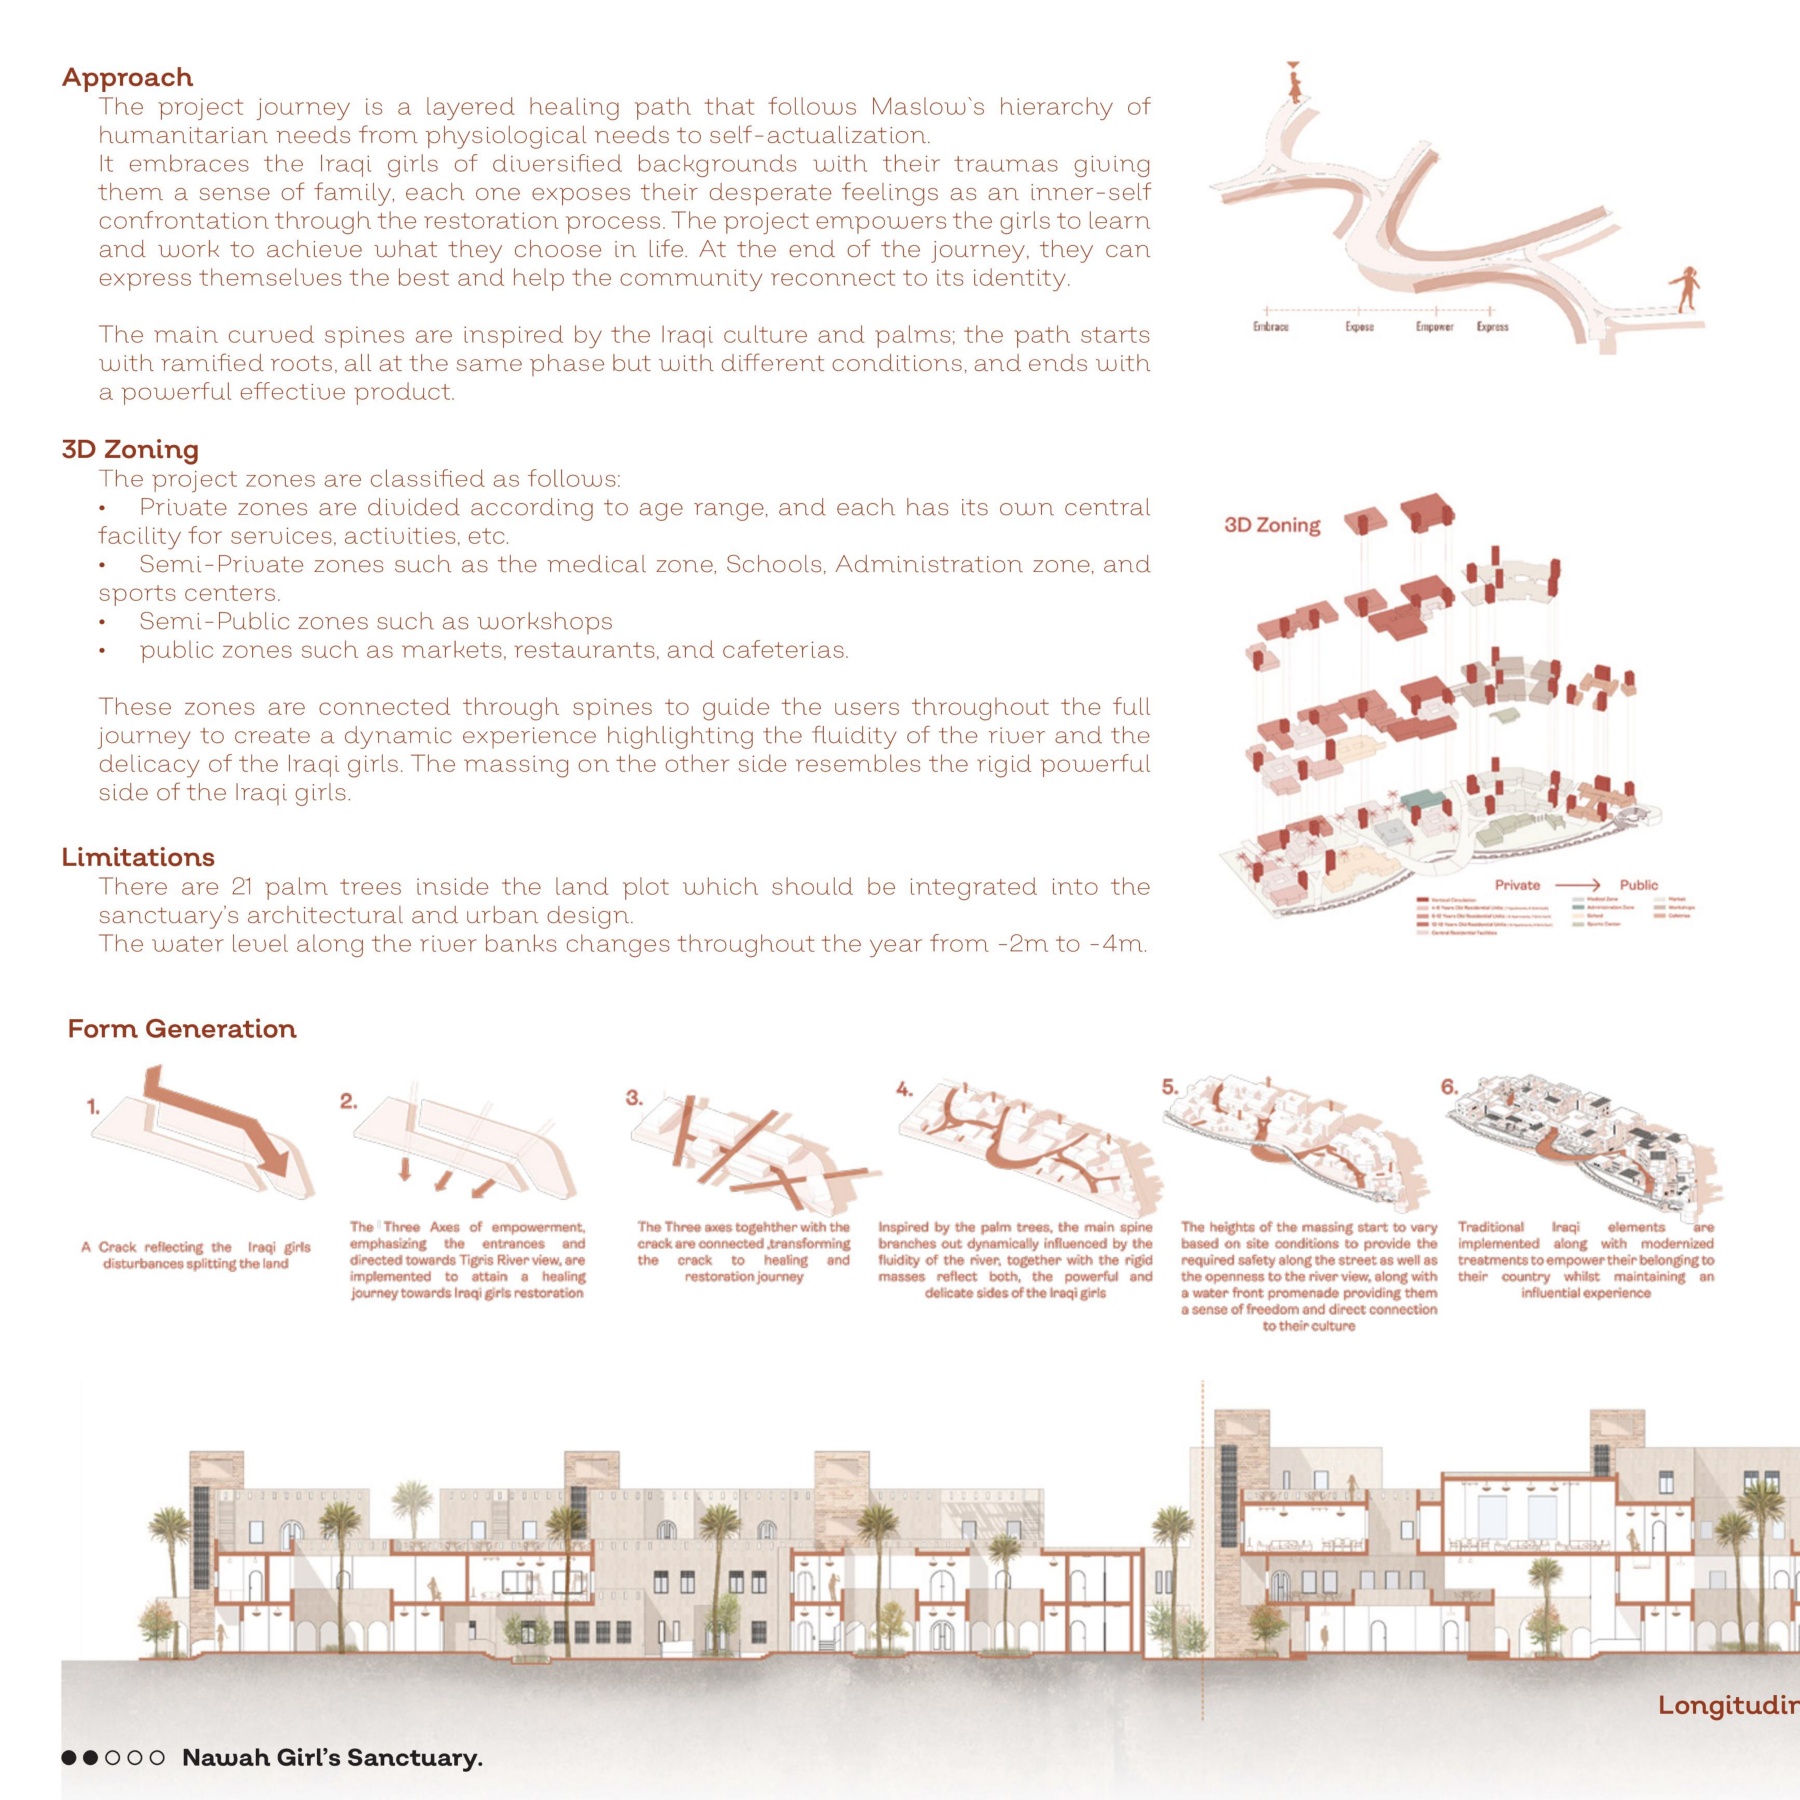 Approach
The project journey is a layered healing path that follows Maslow`s hierarchy of
humanitarian needs from physiological needs to self-actualization.
It embraces the Iraqi girls of diversified backgrounds with their traumas giving
them a sense of family, each one exposes their desperate feelings as an inner-self
confrontation through the restoration process. The project empowers the girls to learn
and work to achieve what they choose in life. At the end of the journey, they can
express themselves the best and help the community reconnect to its identity.
The main curved spines are inspired by the Iraqi culture and palms; the path starts
with ramified roots, all at the same phase but with different conditions, and ends with
a powerful effective product.
Embrace Expose Empower Express
3D Zoning
The project zones are classified as follows:
• Private zones are divided according to age range, and each has its own central
facility for services, activities, etc.
• Semi-Private zones such as the medical zone, Schools, Administration zone, and
sports centers.
• Semi-Public zones such as workshops
• public zones such as markets, restaurants, and cafeterias.
These zones are connected through spines to guide the users throughout the full
journey to create a dynamic experience highlighting the fluidity of the river and the
delicacy of the Iraqi girls. The massing on the other side resembles the rigid powerful
side of the Iraqi girls.
3D Zoning
Private Public
Vertical Circulation
Central Residential Facilities
Medical Zone
Administration Zone
School
Sports Center
Market
Workshops
Cafeterias
Limitations
There are 21 palm trees inside the land plot which should be integrated into the
sanctuary's architectural and urban design.
The water level along the river banks changes throughout the year from -2m to -4m.
Form Generation
1.
A Crack reflecting the Iraqi girls
disturbances splitting the land
2.
The Three Axes of empowerment,
emphasizing the entrances and
directed towards Tigris River view, are
implemented to attain a healing
journey towards Iraqi girls restoration
3.
The Three axes togehther with the
crack are connected ,transforming
the crack to healing and
restoration journey
4.
Inspired by the palm trees, the main spine
branches out dynamically influenced by the
fluidity of the river, together with the rigid
masses reflect both, the powerful and
delicate sides of the Iraqi girls
5.
The heights of the massing start to vary
based on site conditions to provide the
required safety along the street as well as
the openness to the river view, along with
a water front promenade providing them
a sense of freedom and direct connection
to their culture
6.
Traditional Iraqi elements are
implemented along with modernized
treatments to empower their belonging to
their country whilst maintaining an
influential experience
Longitudin
Nawah Girl's Sanctuary.